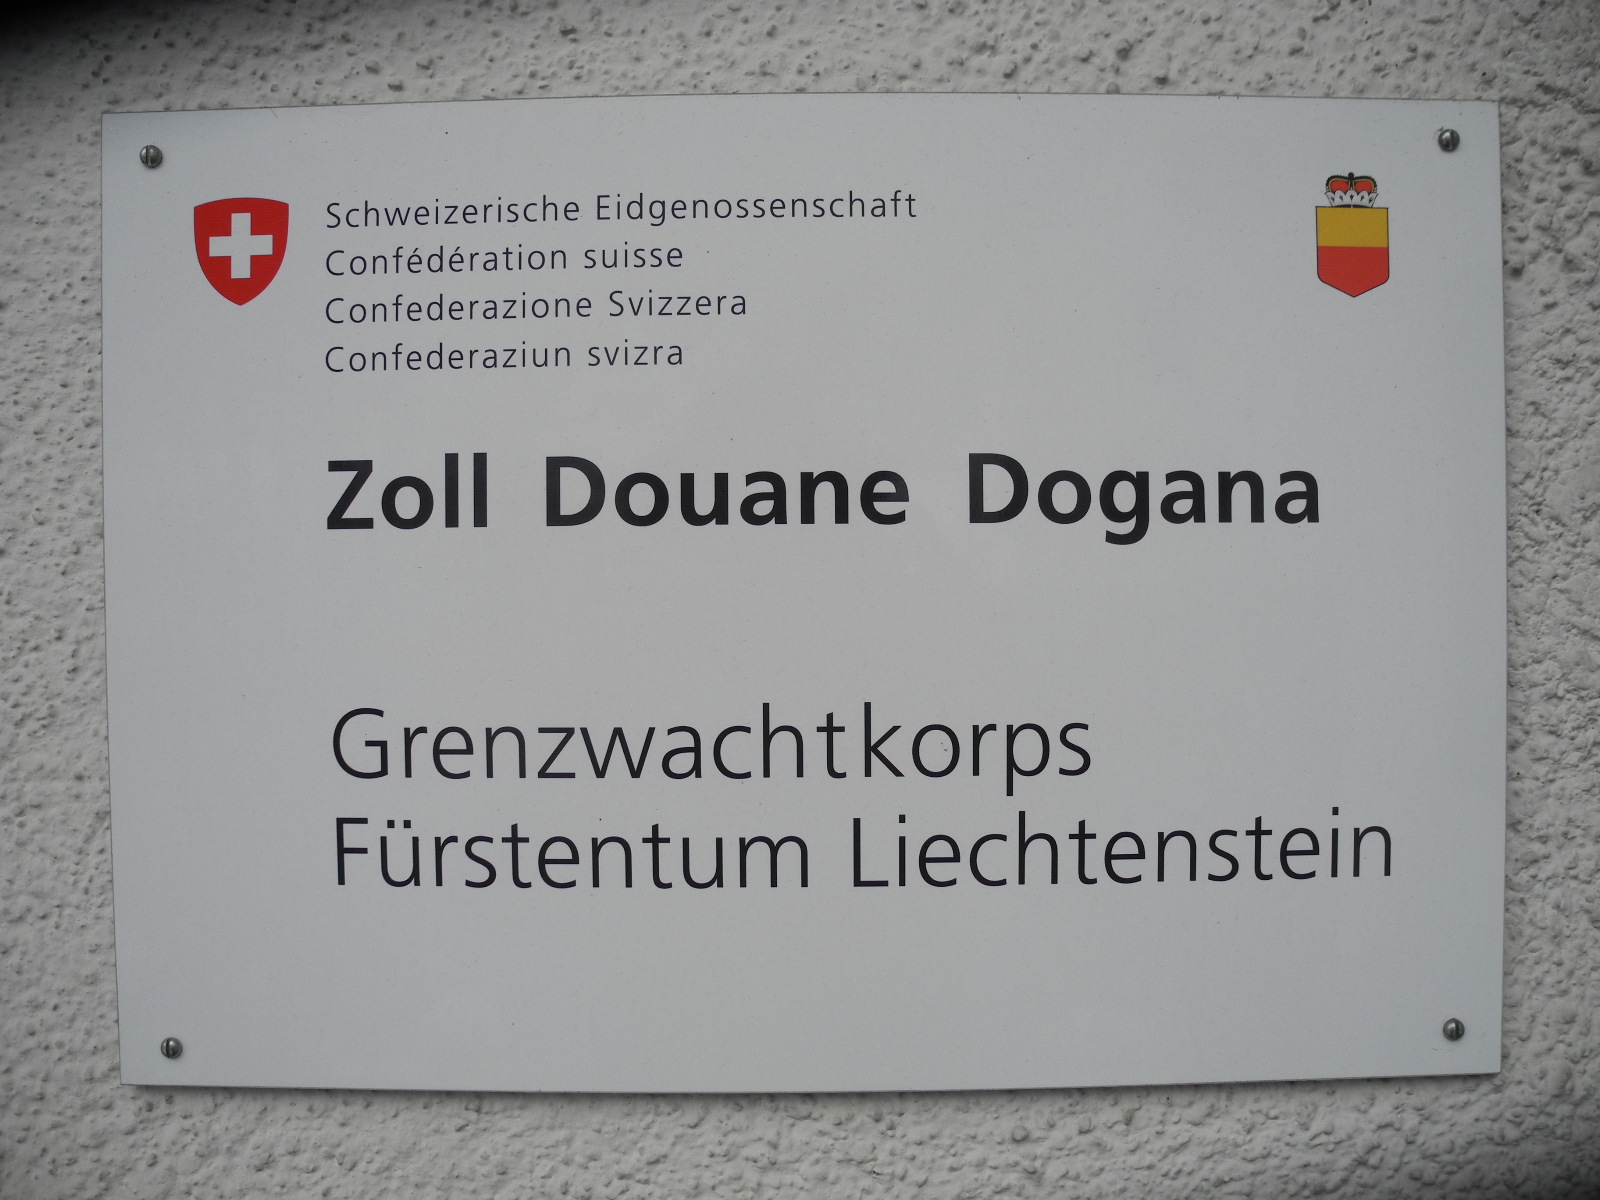 Schweizerische Eidgenossenschaft
Confédération suisse
Confederazione Svizzera
Confederaziun svizra
Zoll Douane Dogana
Grenzwachtkorps
Fürstentum Liechtenstein